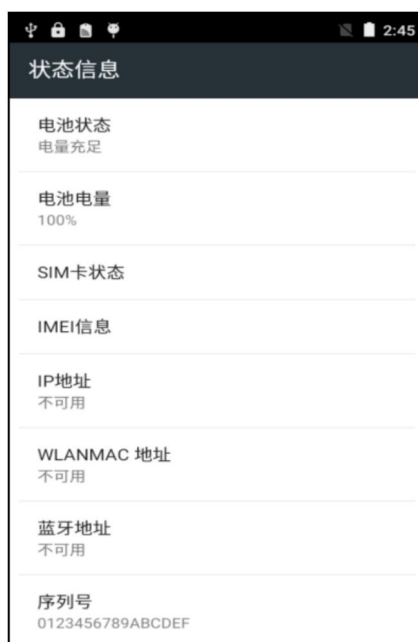 2:45
状态信息
电池状态
电量充足
电池电量
100%
SIM卡状态
IMEI信息
IP地址
不可用
WLANMAC 地址
不可用
蓝牙地址
不可用
序列号
0123456789ABCDEF